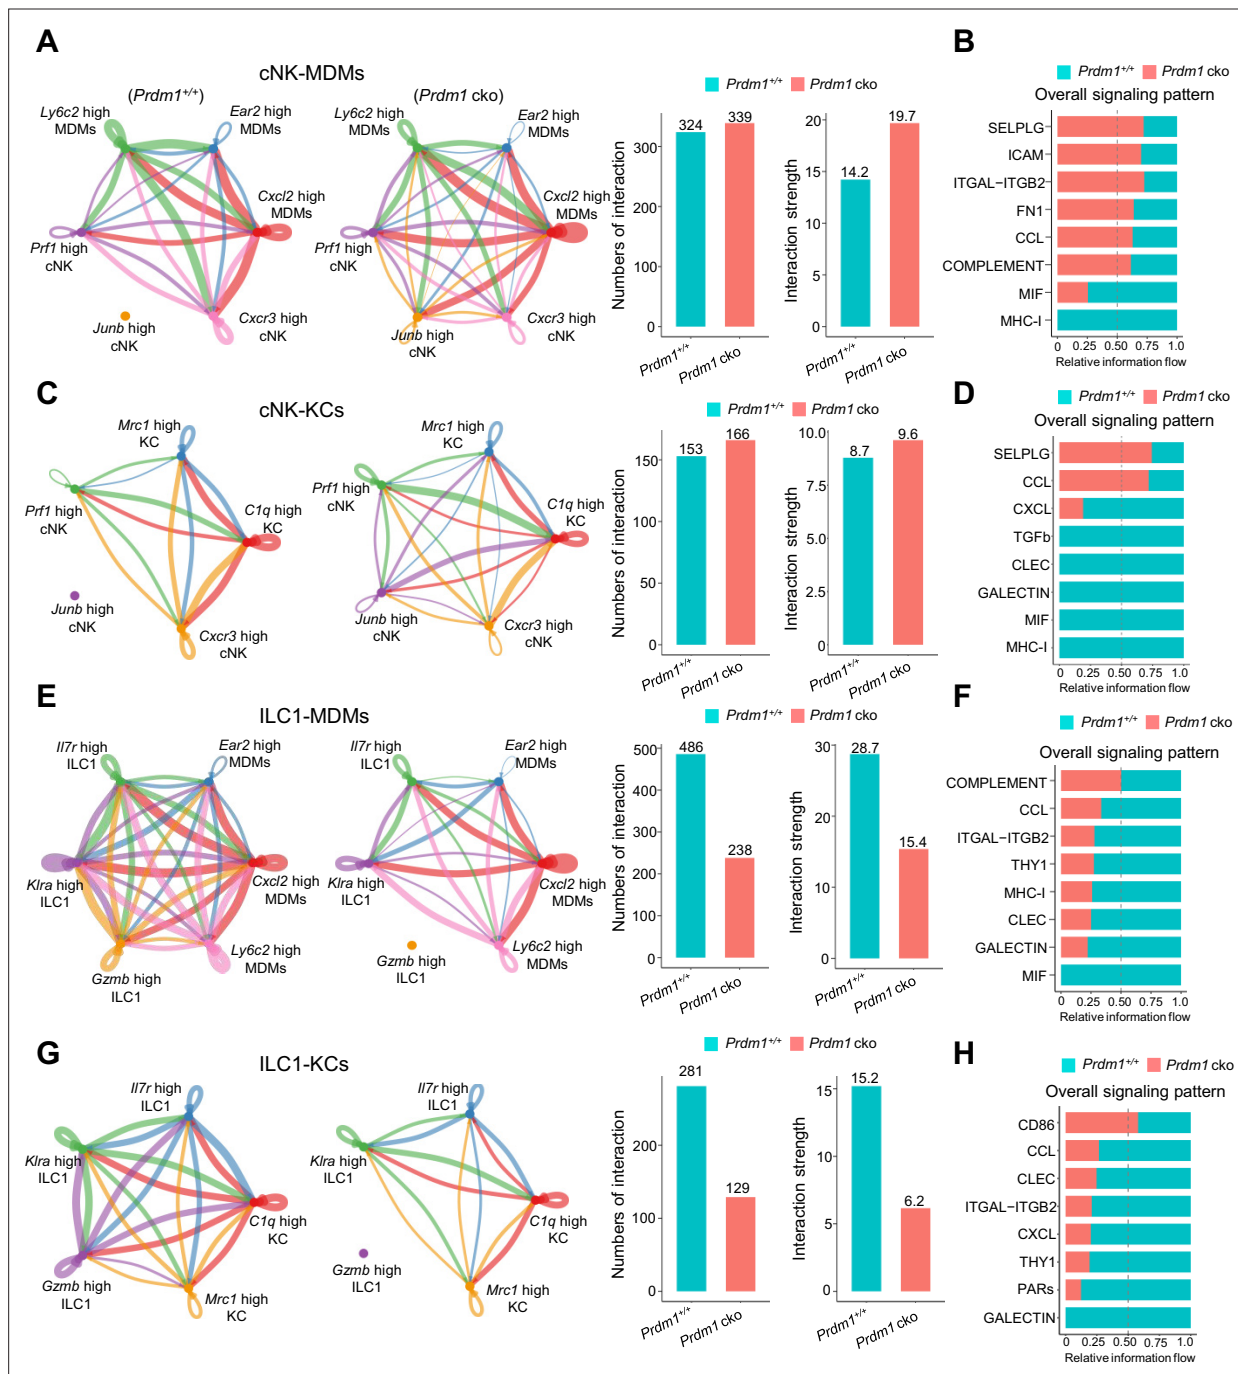 A
cNK-MDMs
(Prdm1+/+)
(Prdm1 cko)
Ly6c2 high
MDMs
Ear2 high
MDMs
Cxcl2 high
MDMs
Prf1 high
cNK
Junb high
cNK
Cxcr3 high
cNK
Ly6c2 high
MDMs
Ear2 high
MDMs
Cxcl2 high
MDMs
Prf1 high
cNK
Junb high
cNK
Cxcr3 high
cNK
Prdm1+/+ Prdm1 cko
Numbers of interaction
300
200
100
0
324
339
Prdm1+/+
Prdm1 cko
Interaction strength
20
15
10
5
0
14.2
19.7
Prdm1+/+
Prdm1 cko
B
Prdm1+/+ Prdm1 cko
Overall signaling pattern
SELPLG
ICAM
ITGAL−ITGB2
FN1
CCL
COMPLEMENT
MIF
MHC-I
0 0.25 0.50 0.75 1.0
Relative information flow
C
cNK-KCs
Mrc1 high
KC
Prf1 high
cNK
C1q high
KC
Junb high
cNK
Cxcr3 high
cNK
Mrc1 high
KC
Prf1 high
cNK
C1q high
KC
Junb high
cNK
Cxcr3 high
cNK
Prdm1+/+ Prdm1 cko
Numbers of interaction
150
100
50
0
153
166
Prdm1+/+
Prdm1 cko
Interaction strength
10.0
7.5
5.0
2.5
0
8.7
9.6
Prdm1+/+
Prdm1 cko
D
Prdm1+/+ Prdm1 cko
Overall signaling pattern
SELPLG
CCL
CXCL
TGFb
CLEC
GALECTIN
MIF
MHC-I
0 0.25 0.50 0.75 1.0
Relative information flow
E
ILC1-MDMs
Il7r high
ILC1
Ear2 high
MDMs
Klra high
ILC1
Cxcl2 high
MDMs
Gzmb high
ILC1
Ly6c2 high
MDMs
Il7r high
ILC1
Ear2 high
MDMs
Klra high
ILC1
Cxcl2 high
MDMs
Gzmb high
ILC1
Ly6c2 high
MDMs
Prdm1+/+ Prdm1 cko
Numbers of interaction
500
400
300
200
100
0
486
238
Prdm1+/+
Prdm1 cko
Interaction strength
30
20
10
0
28.7
15.4
Prdm1+/+
Prdm1 cko
F
Prdm1+/+ Prdm1 cko
Overall signaling pattern
COMPLEMENT
CCL
ITGAL−ITGB2
THY1
MHC-I
CLEC
GALECTIN
MIF
0 0.25 0.50 0.75 1.0
Relative information flow
G
ILC1-KCs
Il7r high
ILC1
Klra high
ILC1
C1q high
KC
Gzmb high
ILC1
Mrc1 high
KC
Il7r high
ILC1
Klra high
ILC1
C1q high
KC
Gzmb high
ILC1
Mrc1 high
KC
Prdm1+/+ Prdm1 cko
Numbers of interaction
200
100
0
281
129
Prdm1+/+
Prdm1 cko
Interaction strength
15
10
5
0
15.2
6.2
Prdm1+/+
Prdm1 cko
H
Prdm1+/+ Prdm1 cko
Overall signaling pattern
CD86
CCL
CLEC
ITGAL−ITGB2
CXCL
THY1
PARs
GALECTIN
0 0.25 0.50 0.75 1.0
Relative information flow